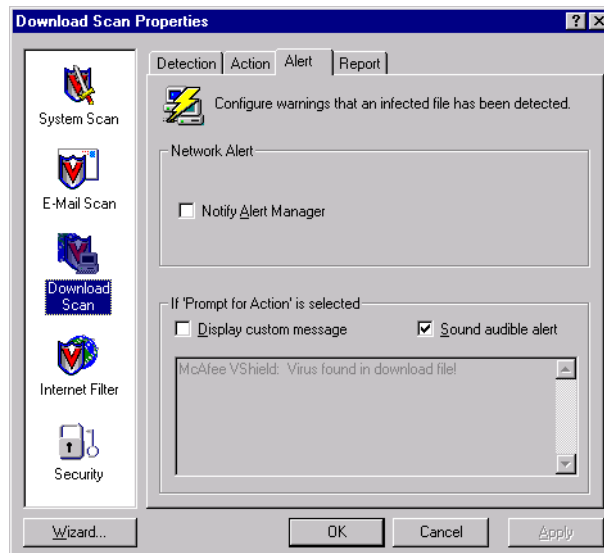 Download Scan Properties
Detection Action Alert Report
Configure warnings that an infected file has been detected.
System Scan
E-Mail Scan
Download
Scan
Internet Filter
Security
Network Alert
Notify Alert Manager
If 'Prompt for Action' is selected
Display custom message Sound audible alert
McAfee VShield: Virus found in download file!
Wizard... OK Cancel Apply